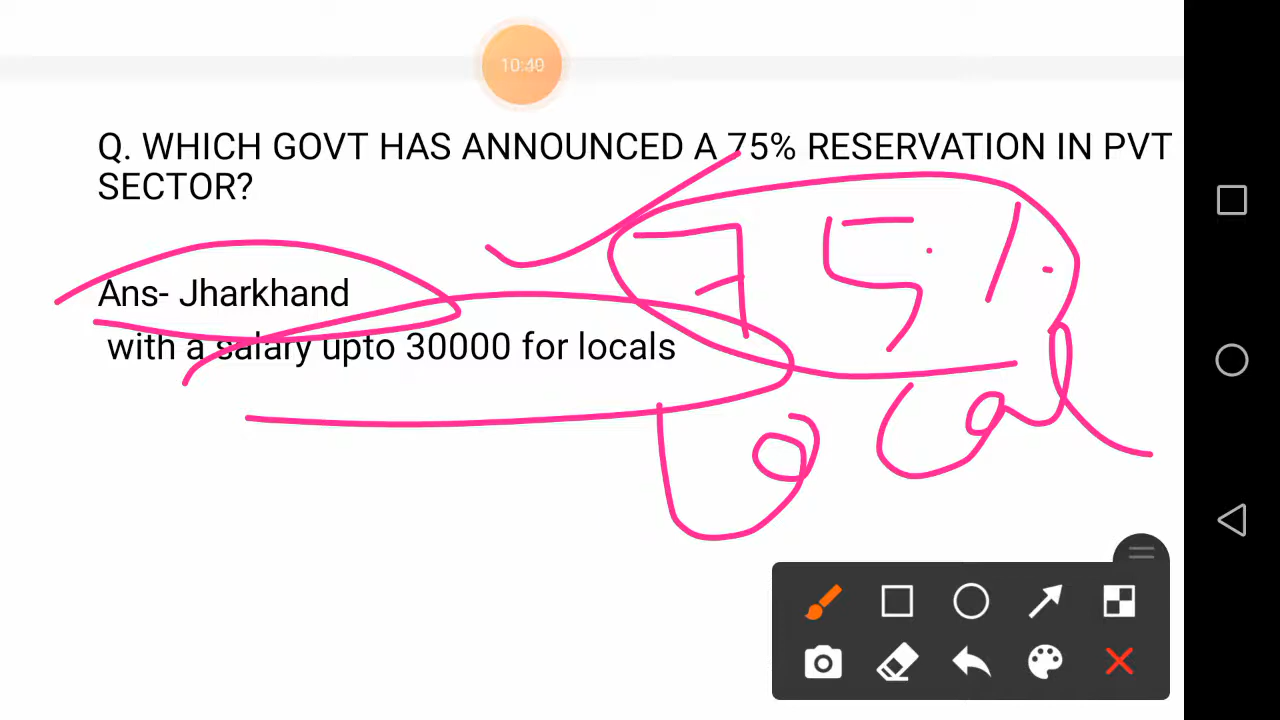 10:40
Q. WHICH GOVT HAS ANNOUNCED A 75% RESERVATION IN PVT
SECTOR?
75%
Ans- Jharkhand
with a salary upto 30000 for locals
local